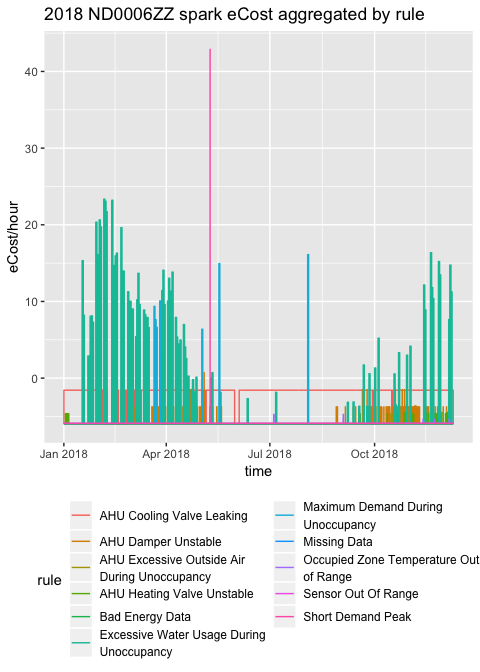 2018 ND0006ZZ spark eCost aggregated by rule
eCost/hour
40
30
20
10
0
Jan 2018
Apr 2018
Jul 2018
Oct 2018
time
rule
AHU Cooling Valve Leaking
AHU Damper Unstable
AHU Excessive Outside Air
During Unoccupancy
AHU Heating Valve Unstable
Bad Energy Data
Excessive Water Usage During
Unoccupancy
Maximum Demand During
Unoccupancy
Missing Data
Occupied Zone Temperature Out
of Range
Sensor Out Of Range
Short Demand Peak